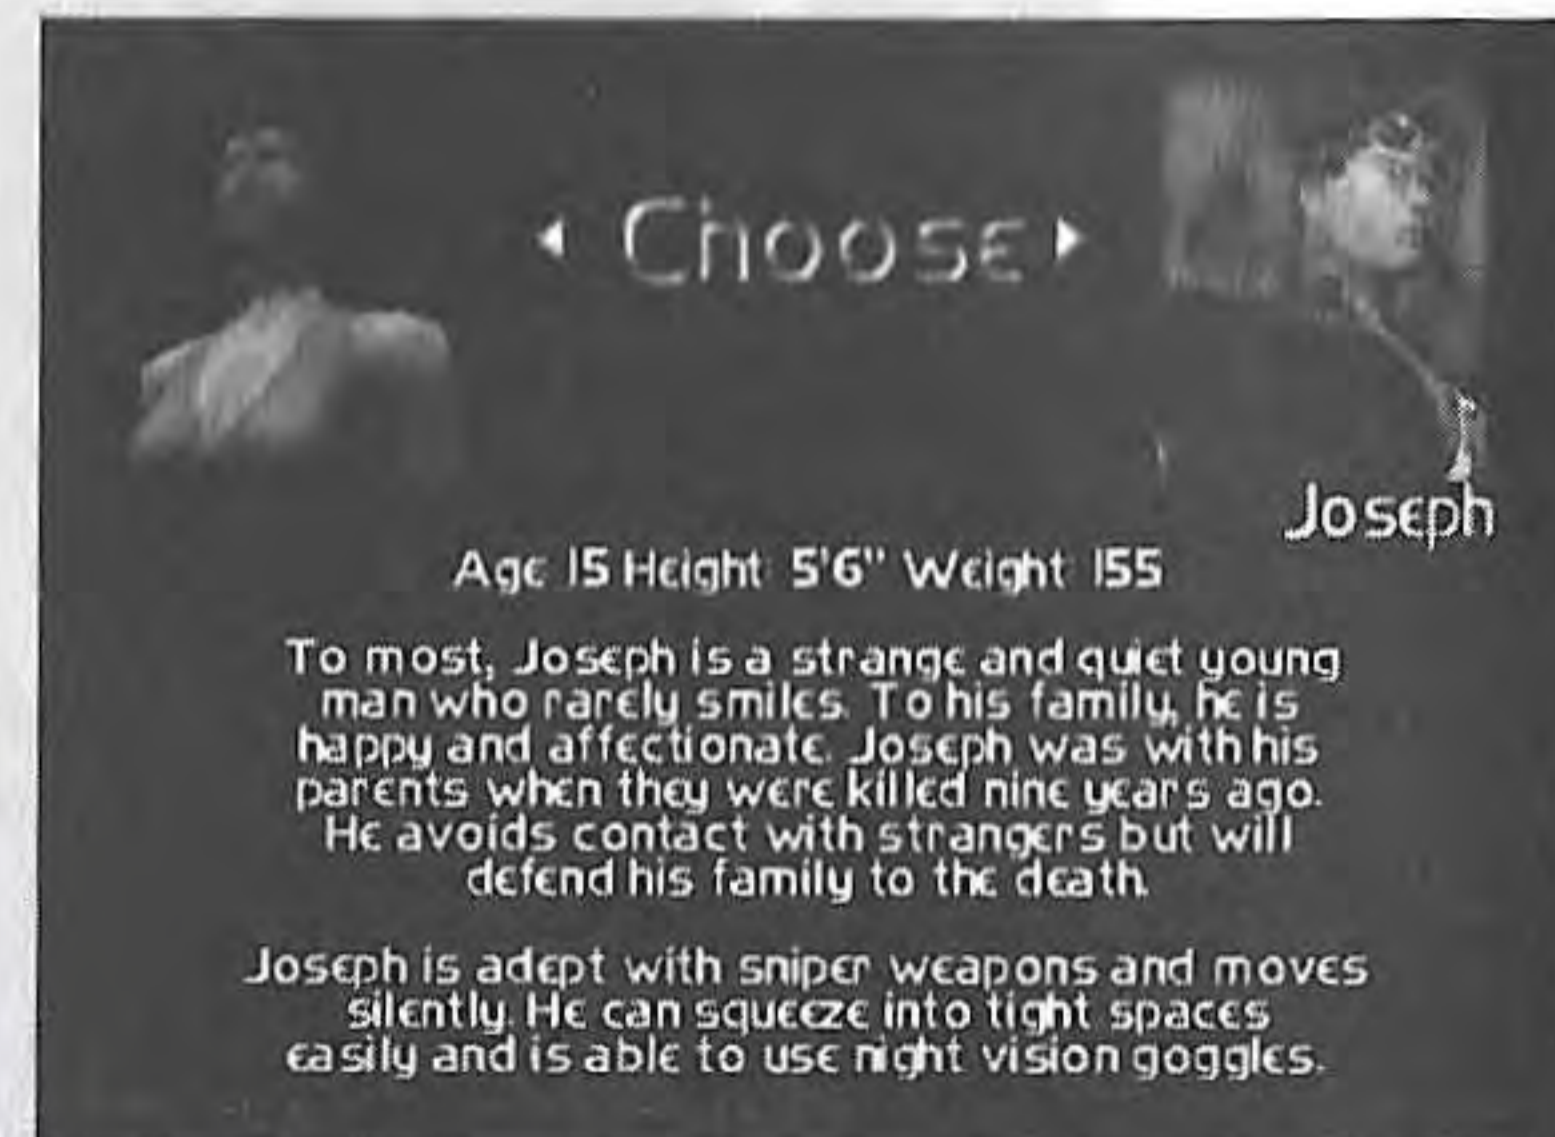 Choose
Joseph
Age 15 Height 5'6" Weight 155
To most, Joseph is a strange and quiet young
man who rarely smiles. To his family, he is
happy and affectionate. Joseph was with his
parents when they were killed nine years ago.
He avoids contact with strangers but will
defend his family to the death.
Joseph is adept with sniper weapons and moves
silently. He can squeeze into tight spaces
easily and is able to use night vision goggles.